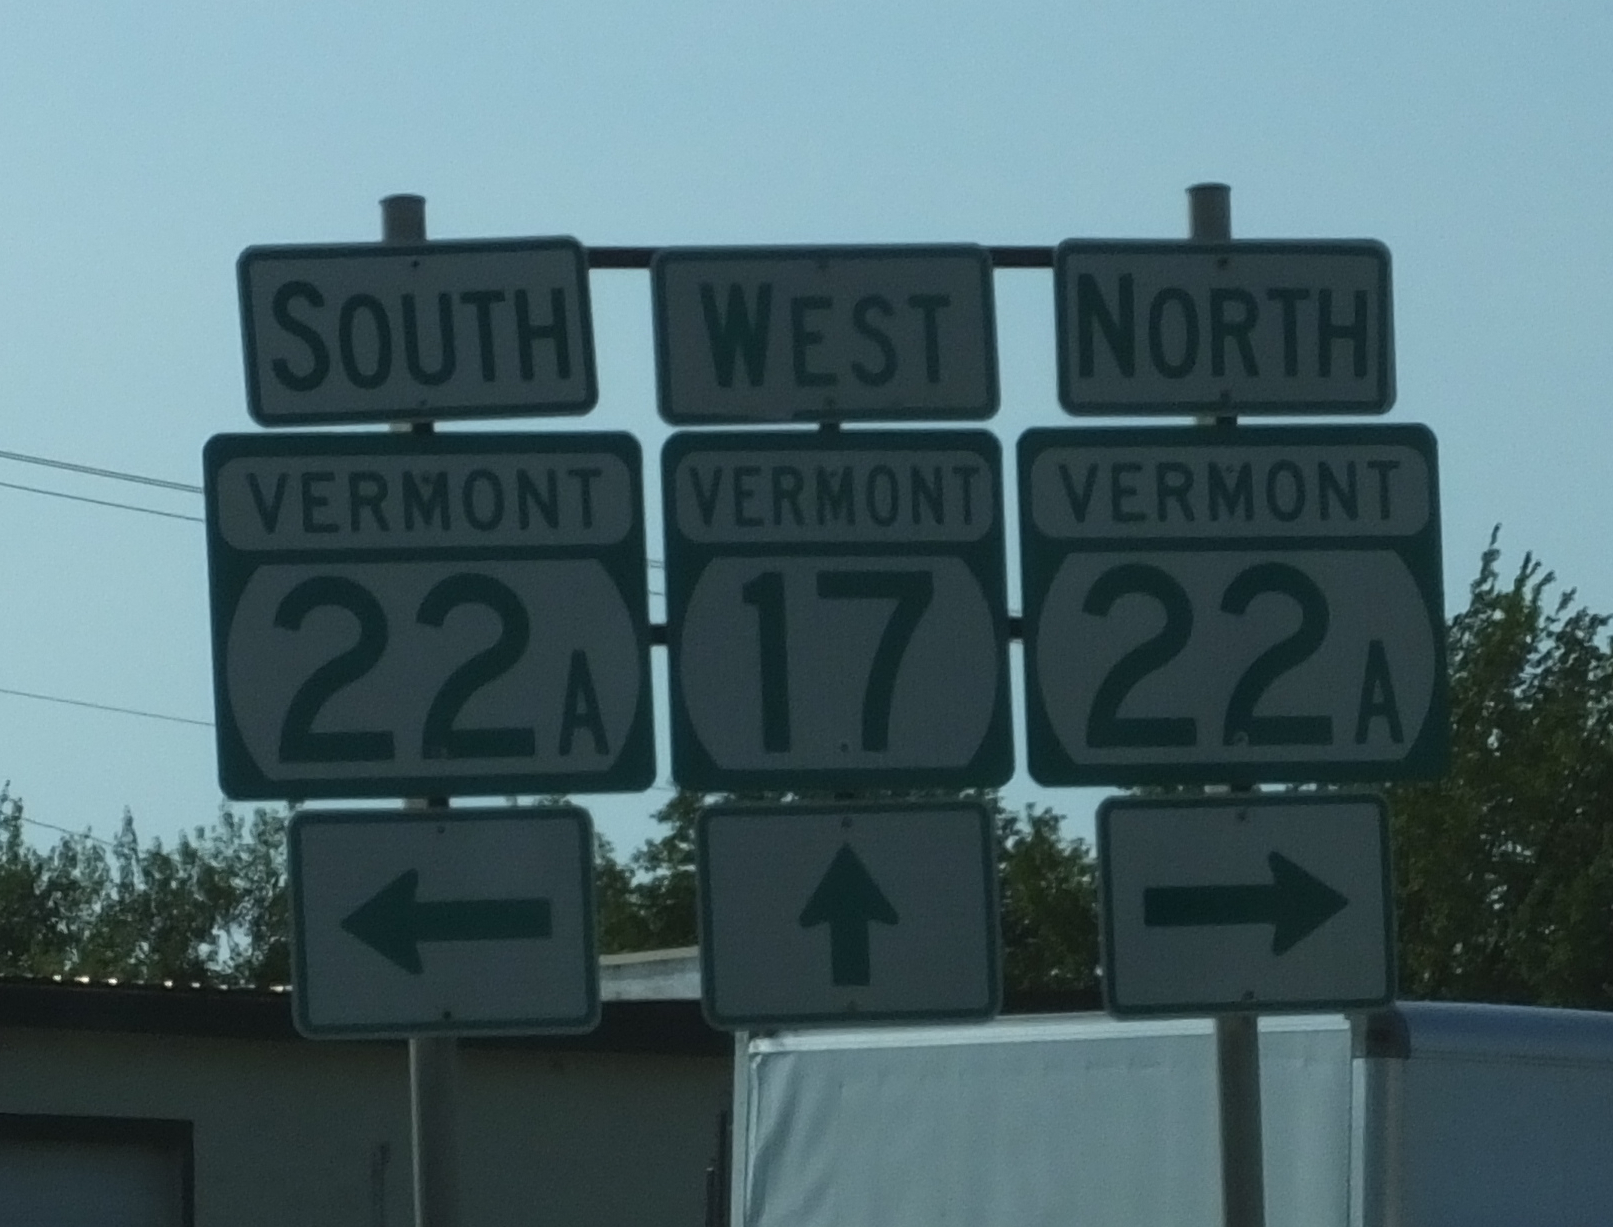 SOUTH
VERMONT
22A
WEST
VERMONT
17
NORTH
VERMONT
22A